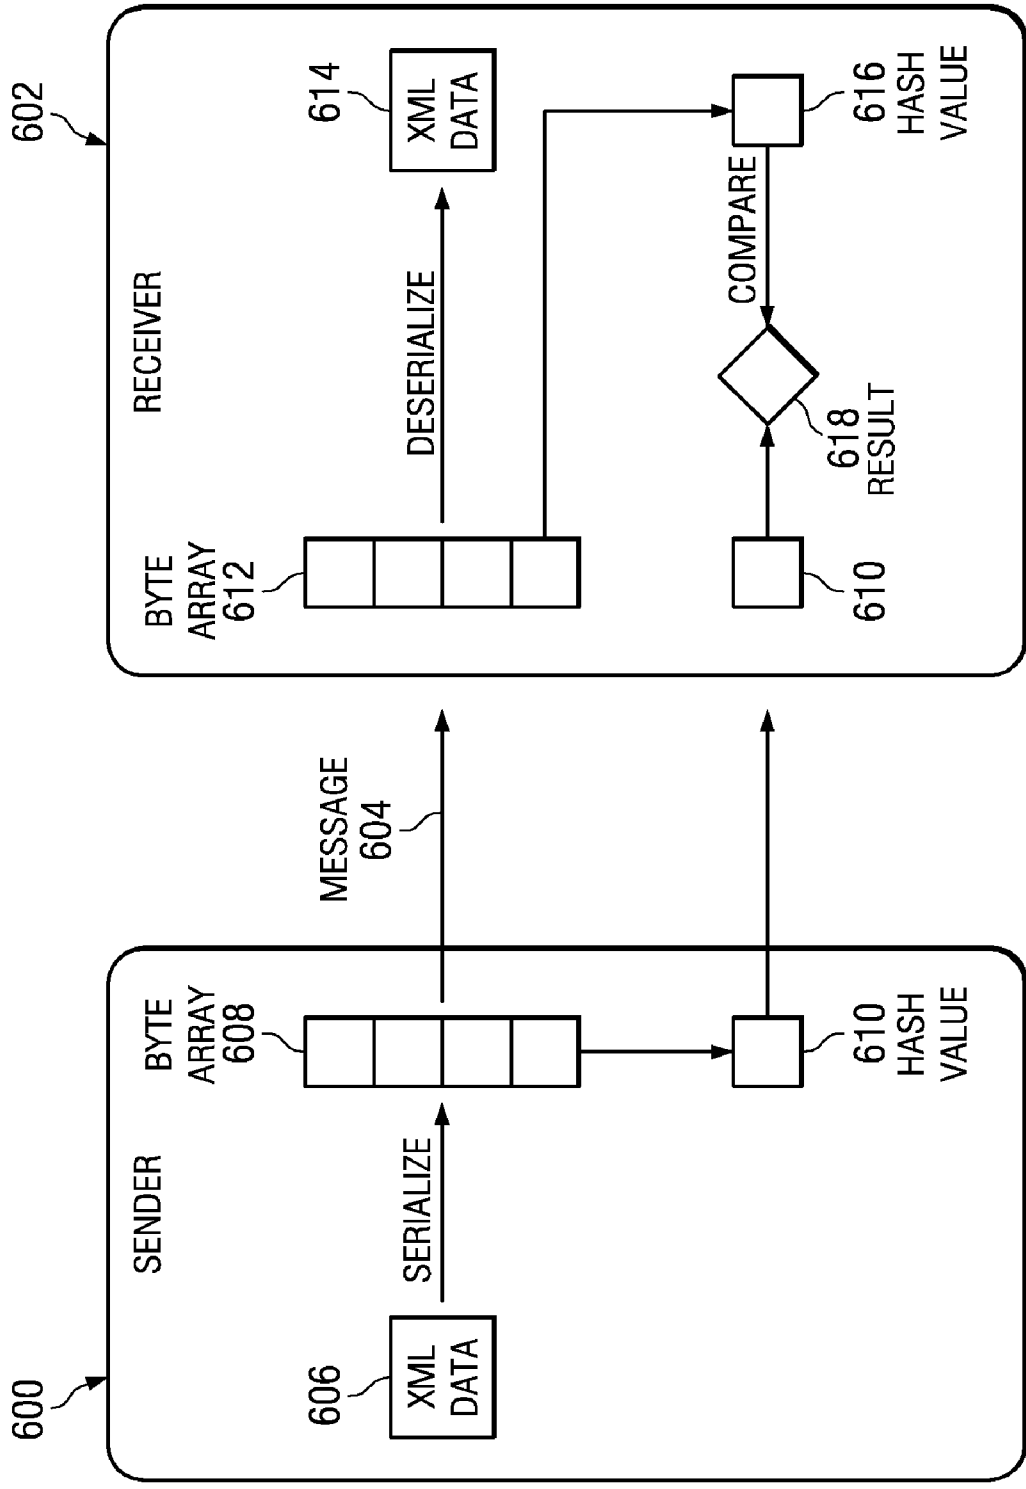 600
SENDER
606
XML
DATA
SERIALIZE
BYTE
ARRAY
608
610
HASH
VALUE
MESSAGE
604
602
RECEIVER
BYTE
ARRAY
612
DESERIALIZE
614
XML
DATA
610
618
RESULT
COMPARE
616
HASH
VALUE